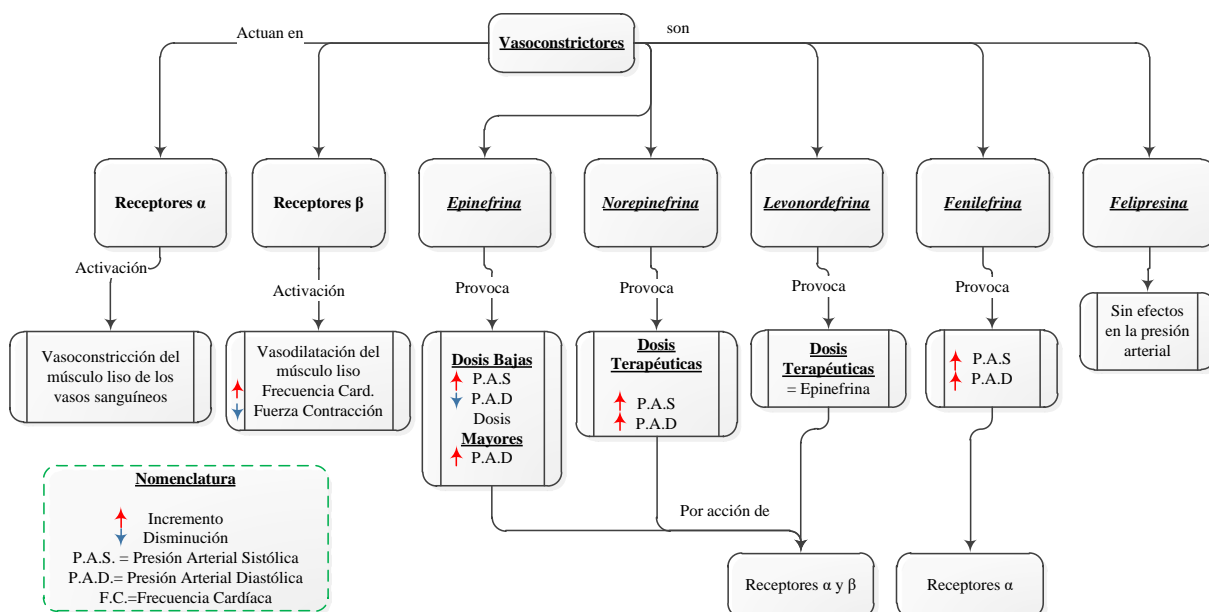 Actuan en
Vasoconstrictores
son
Receptores α
Receptores β
Epinefrina
Norepinefrina
Levonordefrina
Fenilefrina
Felipresina
Activación
Activación
Provoca
Provoca
Provoca
Provoca
Vasoconstricción del
músculo liso de los
vasos sanguíneos
Vasodilatación del
músculo liso
Frecuencia Card.
Fuerza Contracción
Dosis Bajas
P.A.S
P.A.D
Dosis
Mayores
P.A.D
Dosis
Terapéuticas
P.A.S
P.A.D
Dosis
Terapéuticas
= Epinefrina
P.A.S
P.A.D
Sin efectos
en la presión
arterial
Nomenclatura
Incremento
Disminución
P.A.S. = Presión Arterial Sistólica
P.A.D.= Presión Arterial Diastólica
F.C.=Frecuencia Cardíaca
Por acción de
Receptores α y β
Receptores α